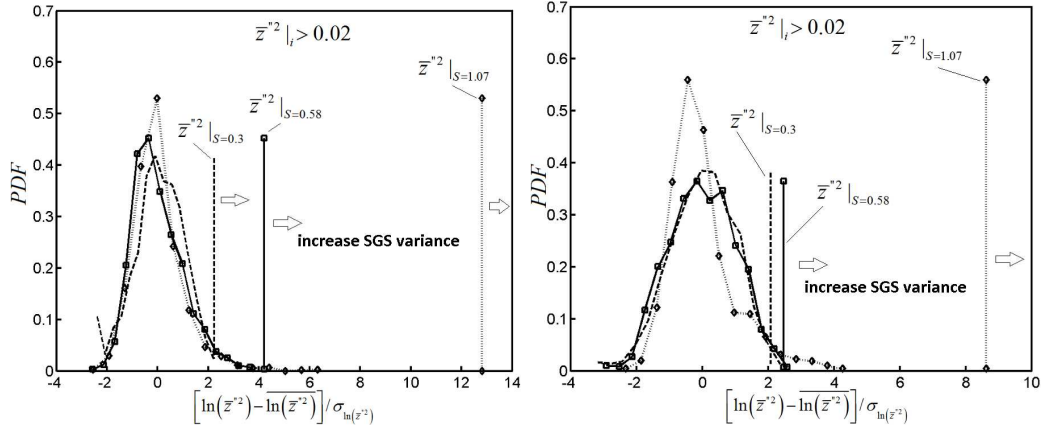 0.7
0.6
0.5
0.4
0.3
0.2
0.1
0
PDF
-4 -2 0 2 4 6 8 10 12 14
z̅"² |ᵢ > 0.02
z̅"² |S=0.3
z̅"² |S=0.58
z̅"² |S=1.07
increase SGS variance
[ln(z̅"²)−l̅n̅(̅z̅"̅²̅)̅]/σln(z̅"²)
0.7
0.6
0.5
0.4
0.3
0.2
0.1
0
PDF
-4 -2 0 2 4 6 8 10
z̅"² |ᵢ > 0.02
z̅"² |S=1.07
z̅"² |S=0.3
z̅"² |S=0.58
increase SGS variance
[ln(z̅"²)−l̅n̅(̅z̅"̅²̅)̅]/σln(z̅"²)